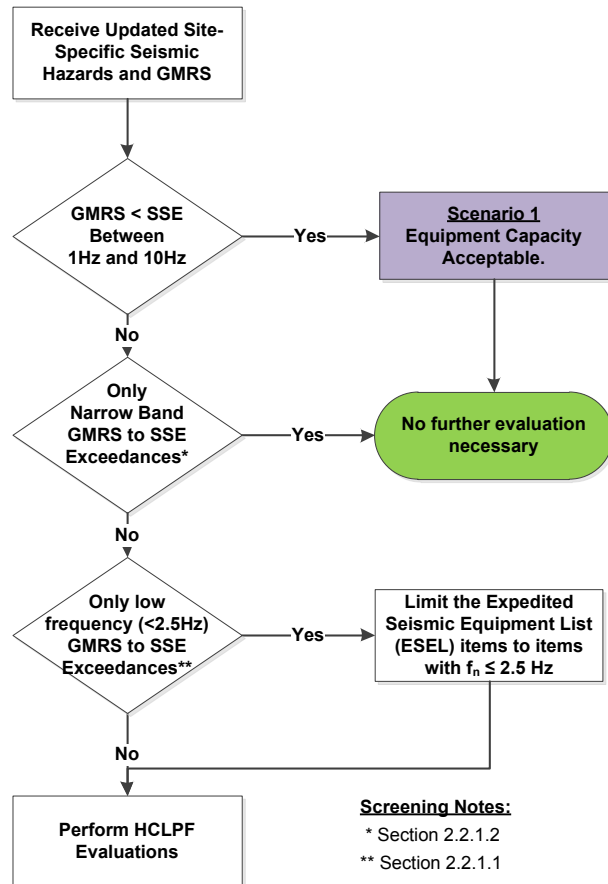 Receive Updated Site-
Specific Seismic
Hazards and GMRS
GMRS < SSE
Between
1Hz and 10Hz
Yes
Scenario 1
Equipment Capacity
Acceptable.
No
Only
Narrow Band
GMRS to SSE
Exceedances*
Yes
No further evaluation
necessary
No
Only low
frequency (<2.5Hz)
GMRS to SSE
Exceedances**
Yes
Limit the Expedited
Seismic Equipment List
(ESEL) items to items
with fₙ ≤ 2.5 Hz
No
Perform HCLPF
Evaluations
Screening Notes:
* Section 2.2.1.2
** Section 2.2.1.1